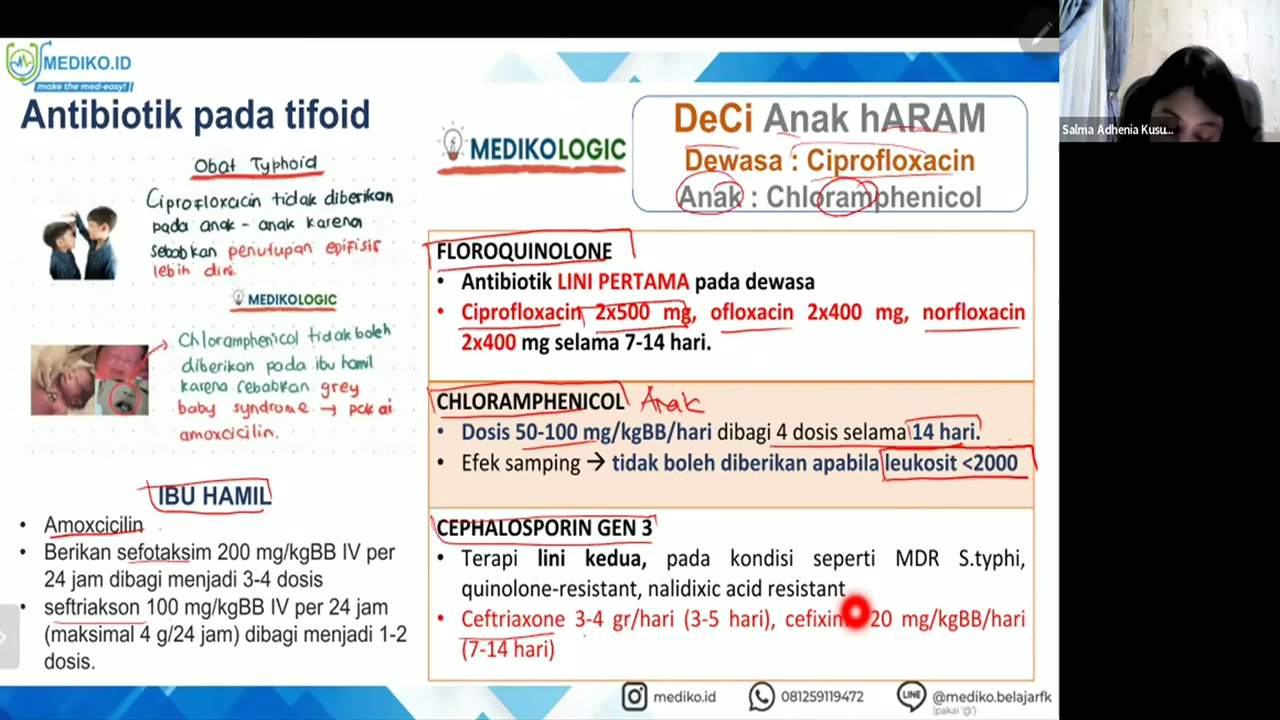 MEDIKO.ID
make the med-easy!
Antibiotik pada tifoid
Obat Typhoid
Ciprofloxacin tidak diberikan
pada anak - anak karena
sebabkan penutupan epifisis
lebih dini.
MEDIKOLOGIC
Chloramphenicol tidak boleh
diberikan pada ibu hamil
karena sebabkan grey
baby syndrome → pakai
amoxcicilin.
IBU HAMIL
• Amoxcicilin
• Berikan sefotaksim 200 mg/kgBB IV per
24 jam dibagi menjadi 3-4 dosis
• seftriakson 100 mg/kgBB IV per 24 jam
(maksimal 4 g/24 jam) dibagi menjadi 1-2
dosis.
MEDIKOLOGIC
DeCi Anak hARAM
Dewasa : Ciprofloxacin
Anak : Chloramphenicol
FLOROQUINOLONE
• Antibiotik LINI PERTAMA pada dewasa
• Ciprofloxacin 2x500 mg, ofloxacin 2x400 mg, norfloxacin
2x400 mg selama 7-14 hari.
CHLORAMPHENICOL Anak
• Dosis 50-100 mg/kgBB/hari dibagi 4 dosis selama 14 hari.
• Efek samping → tidak boleh diberikan apabila leukosit <2000
CEPHALOSPORIN GEN 3
• Terapi lini kedua, pada kondisi seperti MDR S.typhi,
quinolone-resistant, nalidixic acid resistant
• Ceftriaxone 3-4 gr/hari (3-5 hari), 20 mg/kgBB/hari
(7-14 hari)
mediko.id
081259119472
LINE
@mediko.belajarfk
(pakai '@')
Salma Adhenia Kusu...